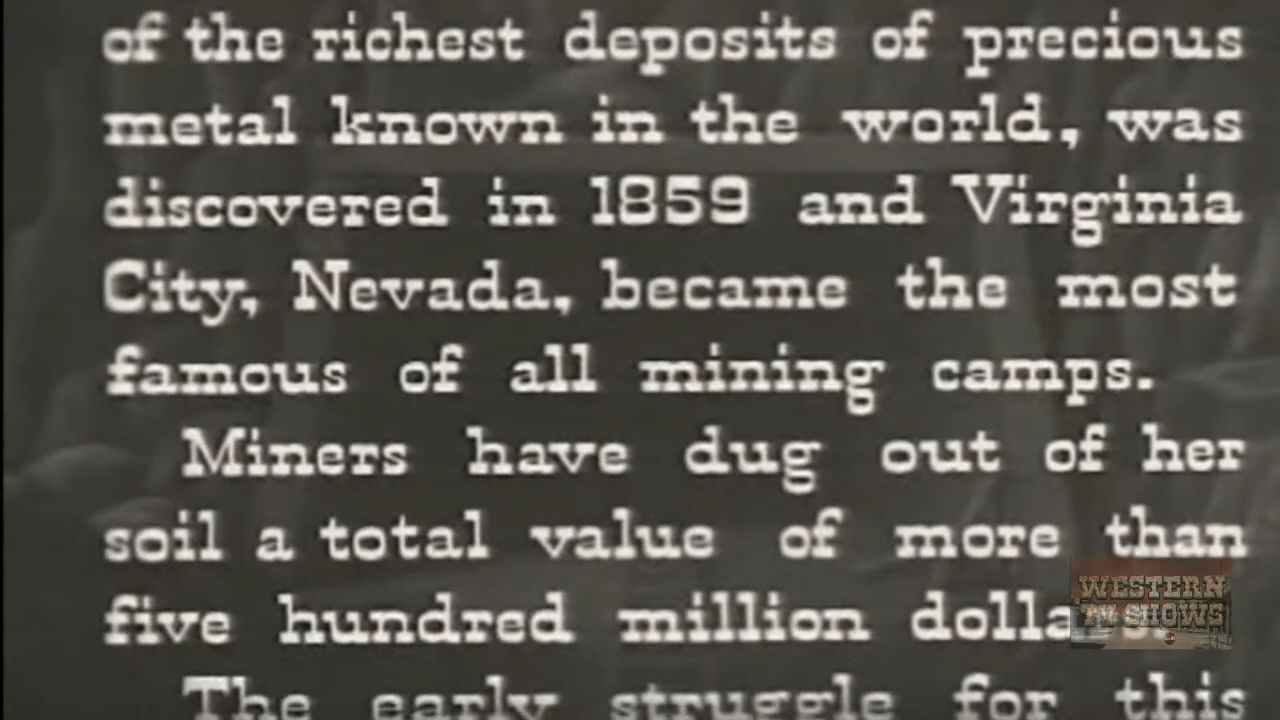 of the richest deposits of precious
metal known in the world, was
discovered in 1859 and Virginia
City, Nevada, became the most
famous of all mining camps.
Miners have dug out of her
soil a total value of more than
five hundred million dollars.
The early struggle for this
WESTERN
TV SHOWS